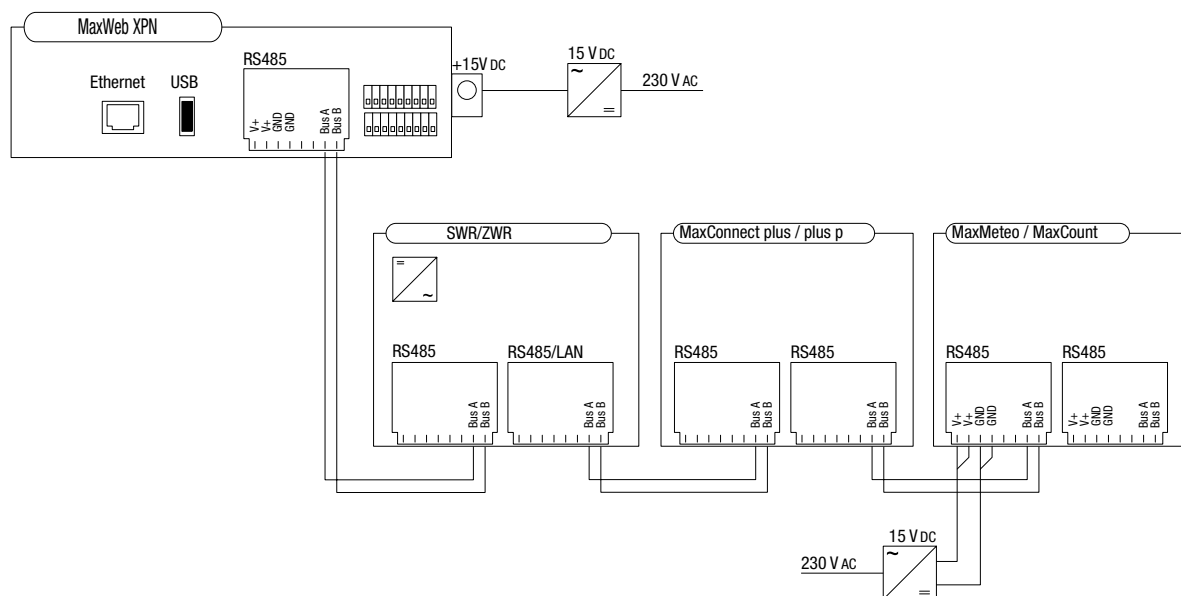 MaxWeb XPN
Ethernet
USB
RS485
V+
V+
GND
GND
Bus A
Bus B
+15V DC
15 V DC
~
=
230 V AC
SWR/ZWR
=
~
RS485
Bus A
Bus B
RS485/LAN
Bus A
Bus B
MaxConnect plus / plus p
RS485
Bus A
Bus B
RS485
Bus A
Bus B
MaxMeteo / MaxCount
RS485
V+
V+
GND
GND
Bus A
Bus B
RS485
V+
V+
GND
GND
Bus A
Bus B
15 V DC
~
=
230 V AC